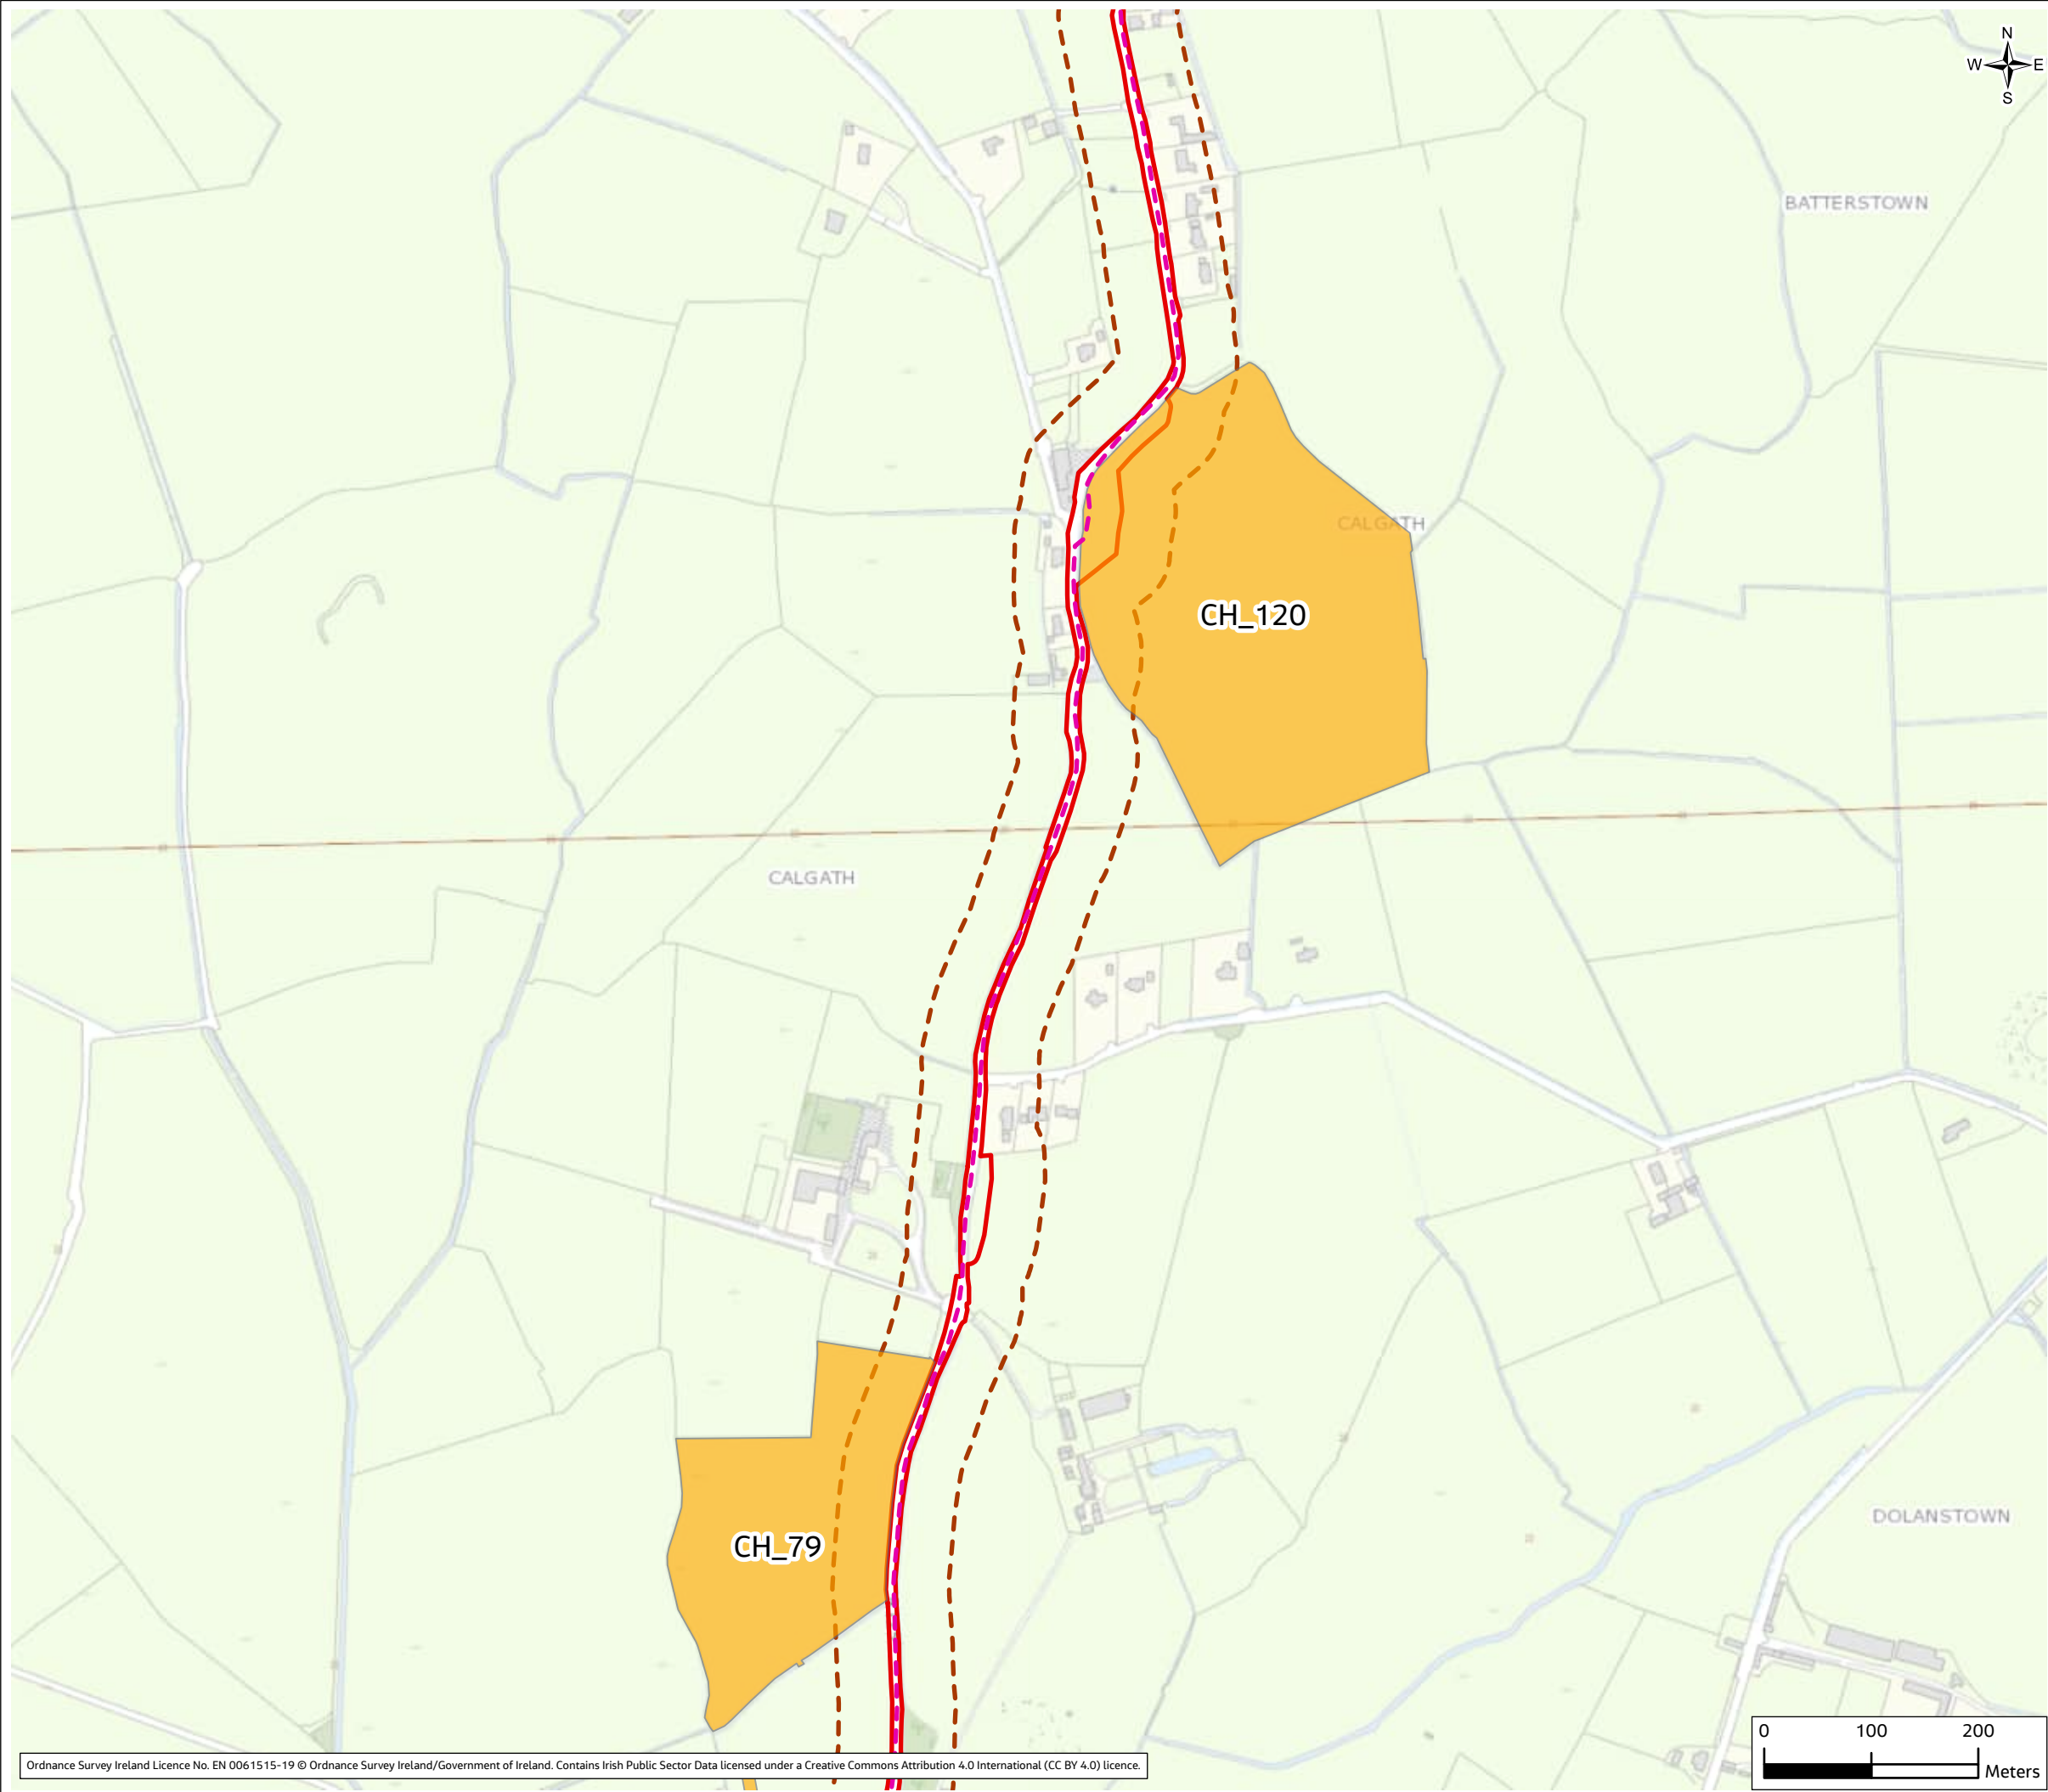 N
W E
S
BATTERSTOWN
CALGATH
CH_120
CALGATH
DOLANSTOWN
CH_79
0 100 200
Meters
Ordnance Survey Ireland Licence No. EN 0061515-19 © Ordnance Survey Ireland/Government of Ireland. Contains Irish Public Sector Data licensed under a Creative Commons Attribution 4.0 International (CC BY 4.0) licence.